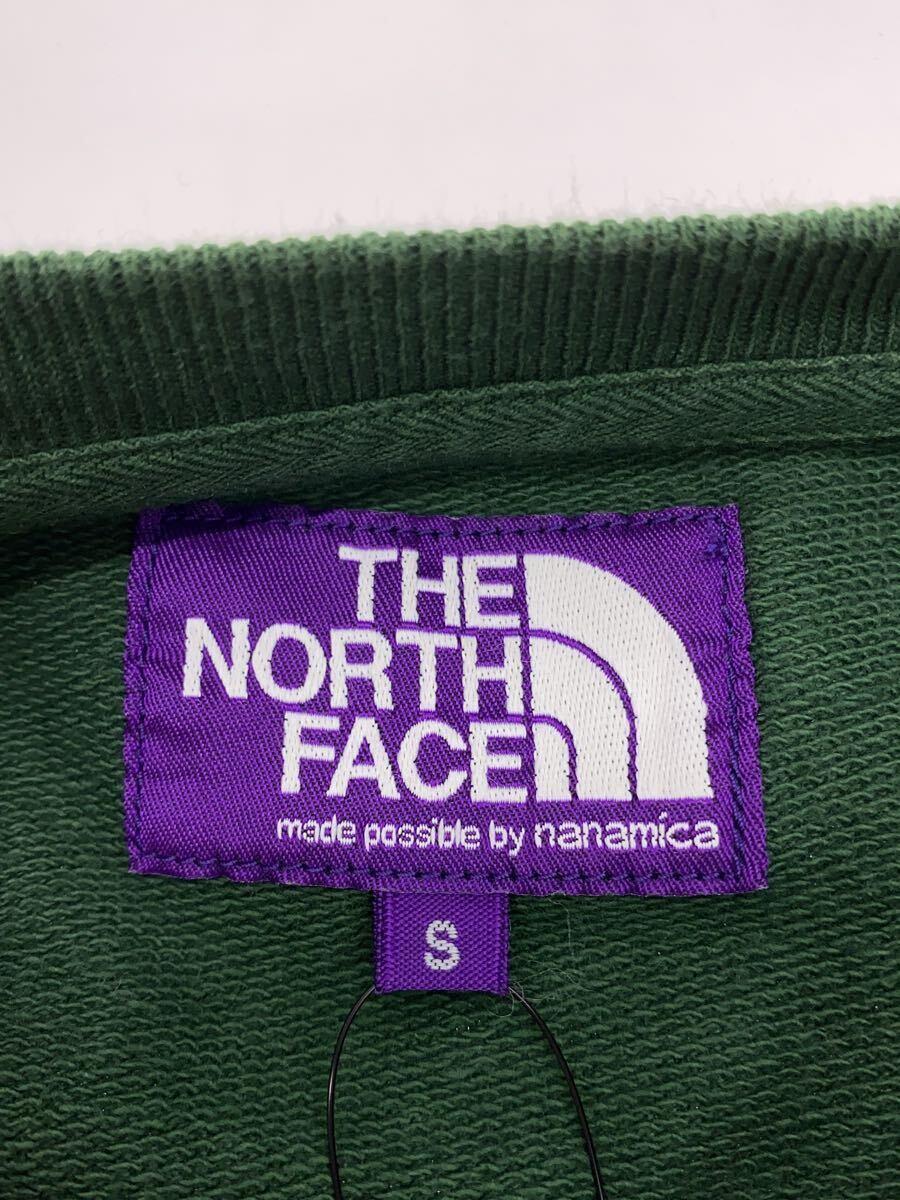 THE
NORTH
FACE
made possible by nanamica
S